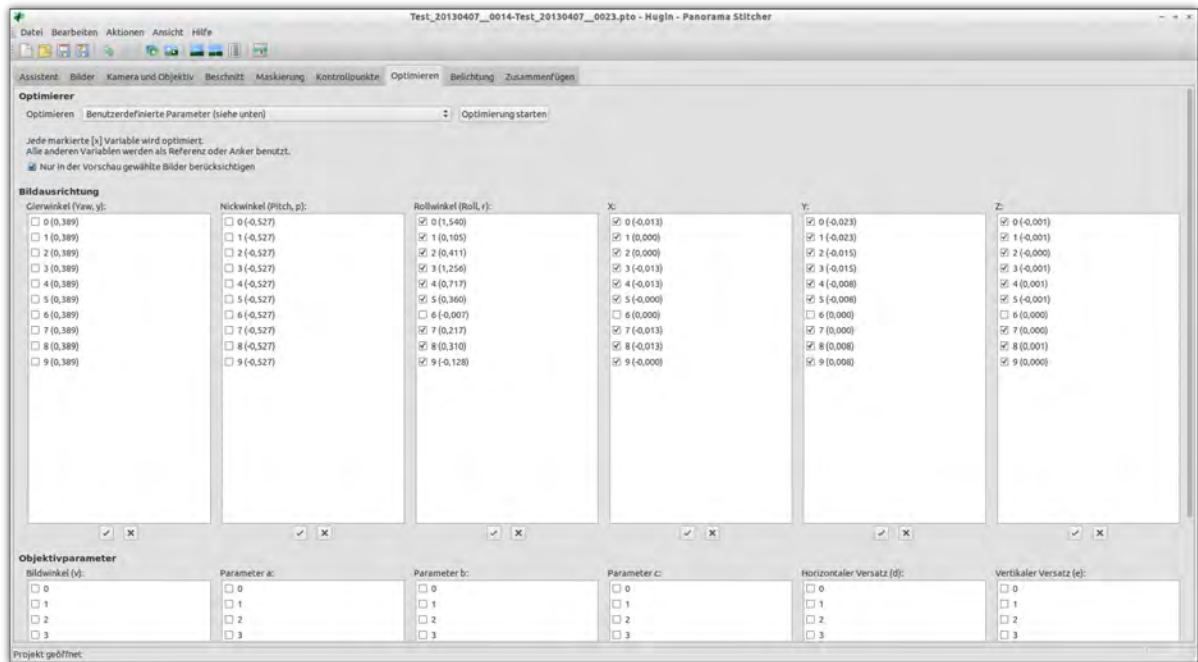 Test_20130407__0014-Test_20130407__0023.pto - Hugin - Panorama Stitcher
Datei Bearbeiten Aktionen Ansicht Hilfe
Assistent Bilder Kamera und Objektiv Beschnitt Maskierung Kontrollpunkte Optimieren Belichtung Zusammenfügen
Optimierer
Optimieren Benutzerdefinierte Parameter (siehe unten) Optimierung starten
Jede markierte [x] Variable wird optimiert.
Alle anderen Variablen werden als Referenz oder Anker benutzt.
Nur in der Vorschau gewählte Bilder berücksichtigen
Bildausrichtung
Gierwinkel (Yaw, y): Nickwinkel (Pitch, p): Rollwinkel (Roll, r): X: Y: Z:
0 (0,389) 0 (-0,527) 0 (1,540) 0 (-0,013) 0 (-0,023) 0 (-0,001)
1 (0,389) 1 (-0,527) 1 (0,105) 1 (0,000) 1 (-0,023) 1 (-0,001)
2 (0,389) 2 (-0,527) 2 (0,411) 2 (0,000) 2 (-0,015) 2 (-0,000)
3 (0,389) 3 (-0,527) 3 (1,256) 3 (-0,013) 3 (-0,015) 3 (-0,001)
4 (0,389) 4 (-0,527) 4 (0,717) 4 (-0,013) 4 (-0,008) 4 (0,001)
5 (0,389) 5 (-0,527) 5 (0,360) 5 (-0,000) 5 (-0,008) 5 (-0,001)
6 (0,389) 6 (-0,527) 6 (-0,007) 6 (0,000) 6 (0,000) 6 (0,000)
7 (0,389) 7 (-0,527) 7 (0,217) 7 (-0,013) 7 (0,000) 7 (0,000)
8 (0,389) 8 (-0,527) 8 (0,310) 8 (-0,013) 8 (0,008) 8 (0,001)
9 (0,389) 9 (-0,527) 9 (-0,128) 9 (-0,000) 9 (0,008) 9 (0,000)
Objektivparameter
Bildwinkel (v): Parameter a: Parameter b: Parameter c: Horizontaler Versatz (d): Vertikaler Versatz (e):
0 0 0 0 0 0
1 1 1 1 1 1
2 2 2 2 2 2
3 3 3 3 3 3
Projekt geöffnet